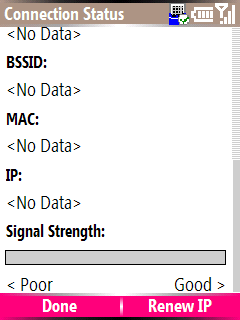 Connection Status
<No Data>
BSSID:
<No Data>
MAC:
<No Data>
IP:
<No Data>
Signal Strength:
< Poor Good >
Done Renew IP